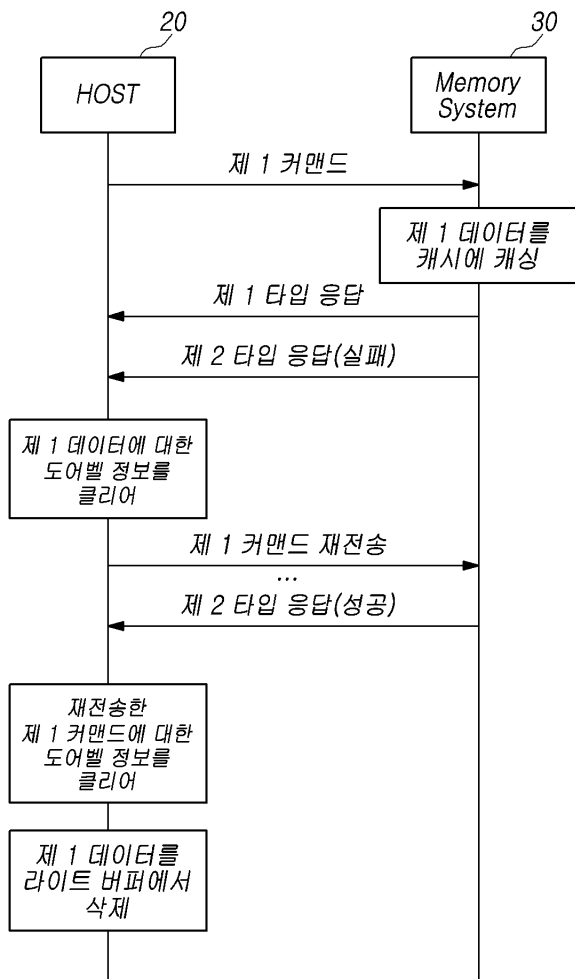 20
30
HOST
Memory
System
제 1 커맨드
제 1 데이터를
캐시에 캐싱
제 1 타입 응답
제 2 타입 응답(실패)
제 1 데이터에 대한
도어벨 정보를
클리어
제 1 커맨드 재전송
...
제 2 타입 응답(성공)
재전송한
제 1 커맨드에 대한
도어벨 정보를
클리어
제 1 데이터를
라이트 버퍼에서
삭제